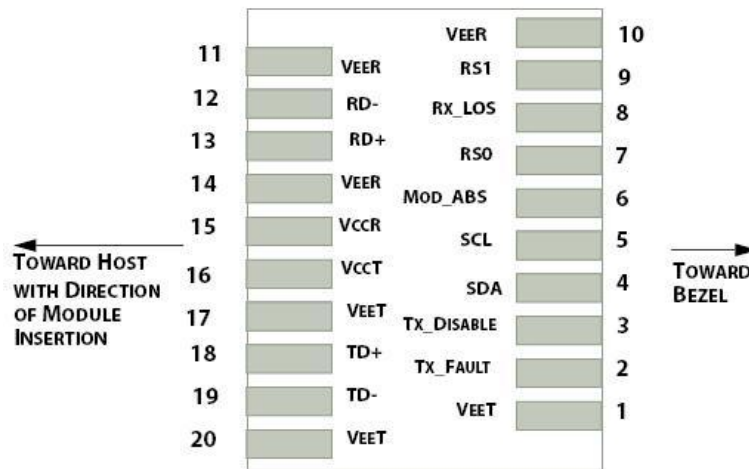 VEER 10
11 VEER
RS1 9
12 RD-
RX_LOS 8
13 RD+
RS0 7
14 VEER
MOD_ABS 6
15 VCCR
SCL 5
TOWARD HOST
WITH DIRECTION
OF MODULE
INSERTION
TOWARD
BEZEL
16 VCCT
SDA 4
17 VEET
TX_DISABLE 3
18 TD+
TX_FAULT 2
19 TD-
VEET 1
20 VEET